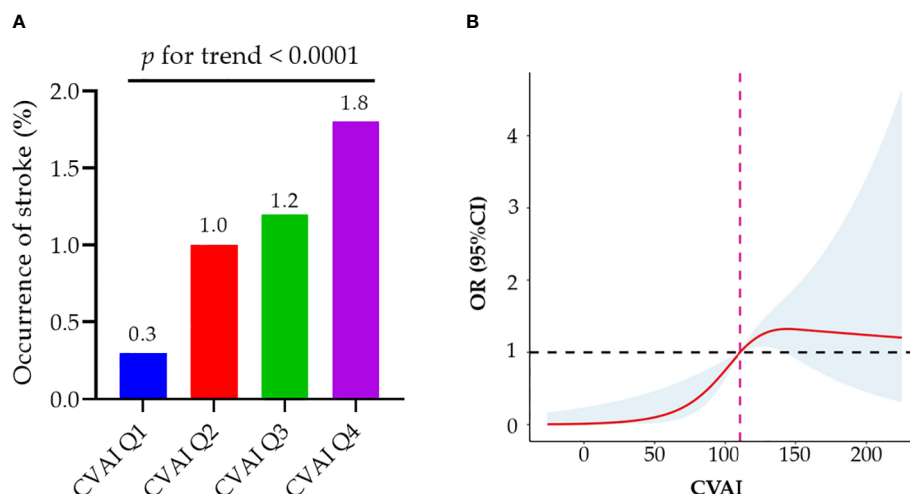 A
p for trend < 0.0001
Occurrence of stroke (%)
2.0
1.5
1.0
0.5
0.0
0.3
1.0
1.2
1.8
CVAI Q1
CVAI Q2
CVAI Q3
CVAI Q4
B
OR (95%CI)
4
3
2
1
0
0
50
100
150
200
CVAI